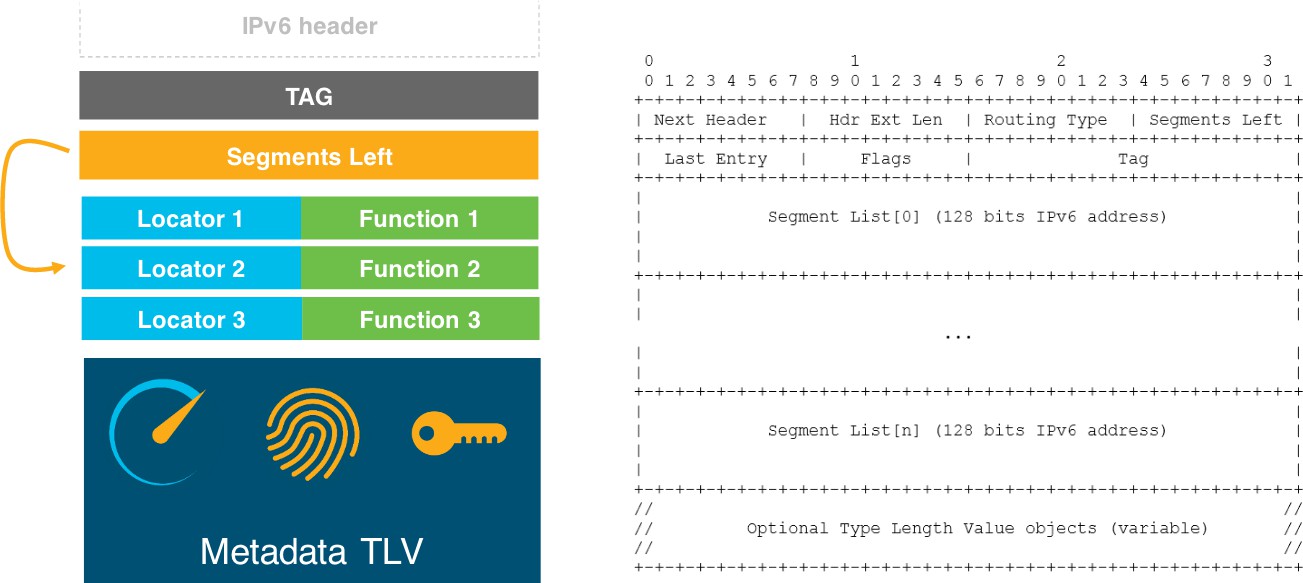 IPv6 header
TAG
Segments Left
Locator 1 Function 1
Locator 2 Function 2
Locator 3 Function 3
Metadata TLV
0 1 2 3
0 1 2 3 4 5 6 7 8 9 0 1 2 3 4 5 6 7 8 9 0 1 2 3 4 5 6 7 8 9 0 1
+-+-+-+-+-+-+-+-+-+-+-+-+-+-+-+-+-+-+-+-+-+-+-+-+-+-+-+-+-+-+-+-+
| Next Header | Hdr Ext Len | Routing Type | Segments Left |
+-+-+-+-+-+-+-+-+-+-+-+-+-+-+-+-+-+-+-+-+-+-+-+-+-+-+-+-+-+-+-+-+
| Last Entry | Flags | Tag |
+-+-+-+-+-+-+-+-+-+-+-+-+-+-+-+-+-+-+-+-+-+-+-+-+-+-+-+-+-+-+-+-+
| |
| Segment List[0] (128 bits IPv6 address) |
| |
| |
+-+-+-+-+-+-+-+-+-+-+-+-+-+-+-+-+-+-+-+-+-+-+-+-+-+-+-+-+-+-+-+-+
| |
| |
...
| |
| |
+-+-+-+-+-+-+-+-+-+-+-+-+-+-+-+-+-+-+-+-+-+-+-+-+-+-+-+-+-+-+-+-+
| |
| Segment List[n] (128 bits IPv6 address) |
| |
| |
+-+-+-+-+-+-+-+-+-+-+-+-+-+-+-+-+-+-+-+-+-+-+-+-+-+-+-+-+-+-+-+-+
// //
// Optional Type Length Value objects (variable) //
// //
+-+-+-+-+-+-+-+-+-+-+-+-+-+-+-+-+-+-+-+-+-+-+-+-+-+-+-+-+-+-+-+-+